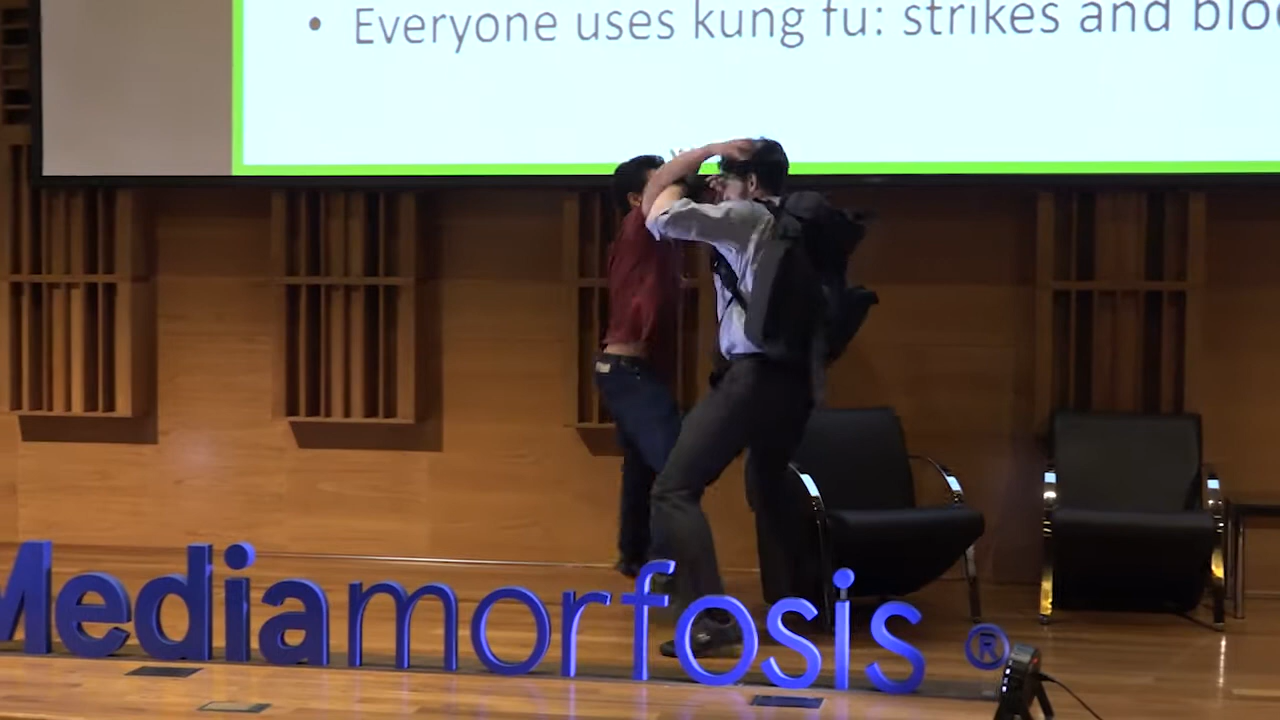 • Everyone uses kung fu: strikes and
Mediamorfosis ®